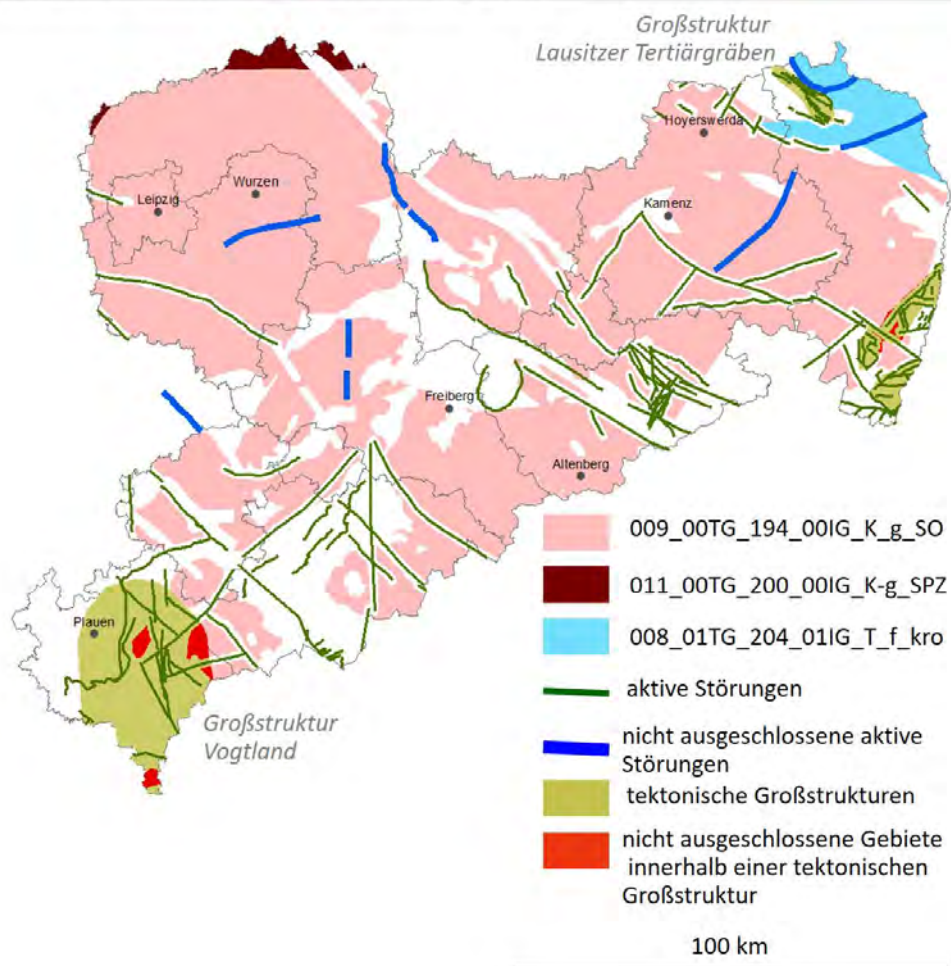 Großstruktur
Lausitzer Tertiärgräben
Hoyerswerda
Wurzen
Leipzig
Kamenz
Freiberg
Altenberg
Plauen
Großstruktur
Vogtland
009_00TG_194_00IG_K_g_SO
011_00TG_200_00IG_K-g_SPZ
008_01TG_204_01IG_T_f_kro
aktive Störungen
nicht ausgeschlossene aktive
Störungen
tektonische Großstrukturen
nicht ausgeschlossene Gebiete
innerhalb einer tektonischen
Großstruktur
100 km